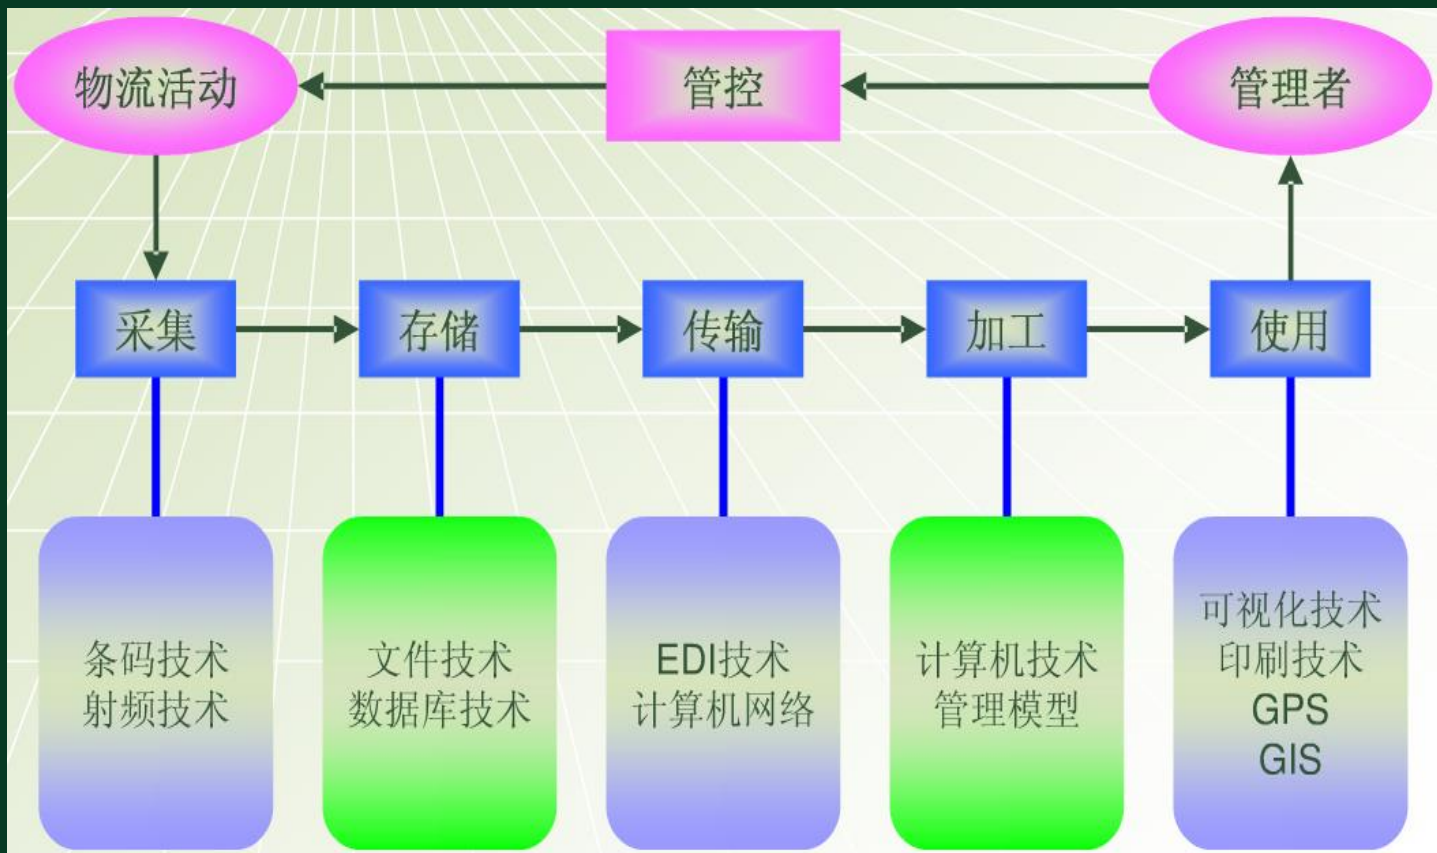 物流活动
管控
管理者
采集
存储
传输
加工
使用
条码技术
射频技术
文件技术
数据库技术
EDI技术
计算机网络
计算机技术
管理模型
可视化技术
印刷技术
GPS
GIS